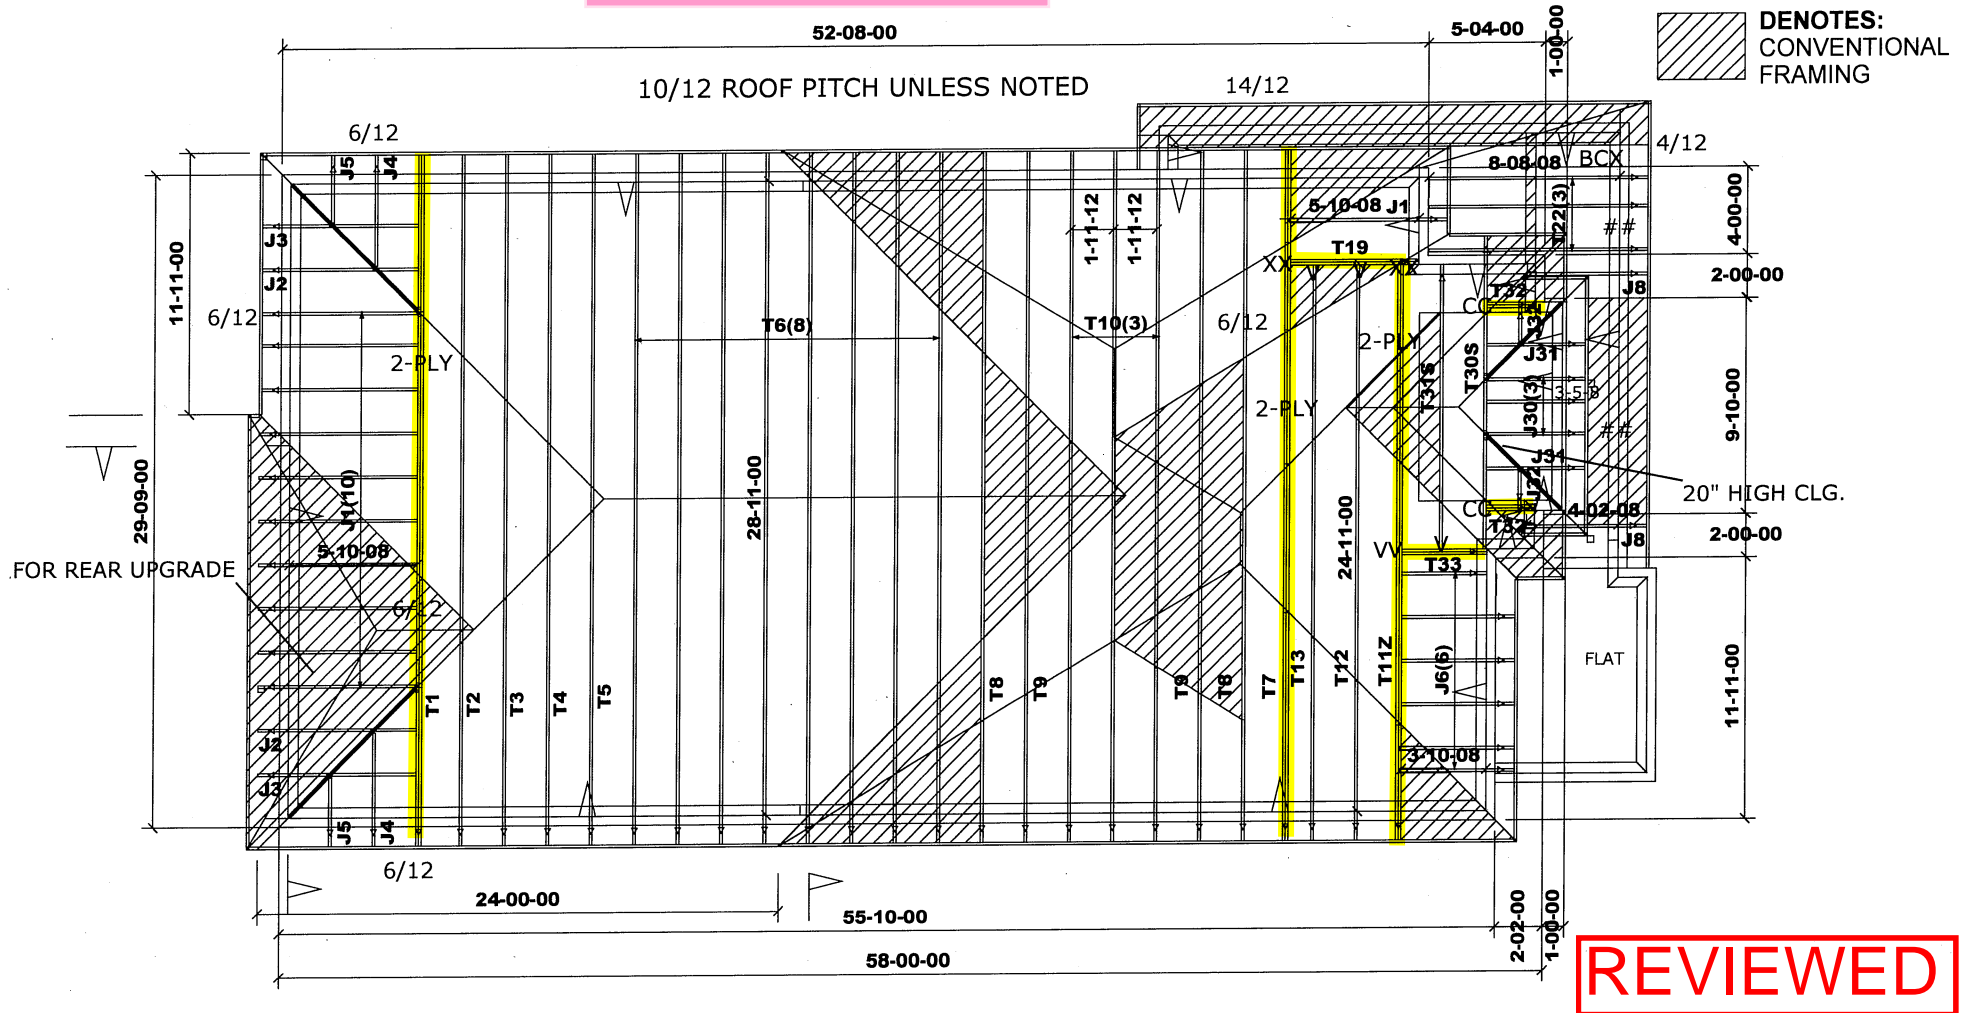 52-08-00
5-04-00
1-00-00
DENOTES:
CONVENTIONAL
FRAMING
10/12 ROOF PITCH UNLESS NOTED
14/12
6/12
4/12
J5
J4
8-08-08
BCX
J3
J2
11-11-00
6/12
1-11-12
1-11-12
5-10-08
J1
T22(3)
##
4-00-00
T19
XX
2-00-00
T32
J8
T6(8)
T10(3)
6/12
CC
J32
2-PLY
2-PLY
J31
T31S
T30S
2-PLY
J30(3)
3-5-8
##
9-10-00
J31
J32
20" HIGH CLG.
29-09-00
J1(10)
28-11-00
24-11-00
CC
4-02-08
T32
J8
2-00-00
5-10-08
VV
T33
FOR REAR UPGRADE
6/12
T1
T2
T3
T4
T5
T8
T9
T9
T8
T7
T13
T12
T11Z
J6(6)
FLAT
11-11-00
J2
J3
3-10-08
J5
J4
6/12
24-00-00
55-10-00
2-02-00
1-00-00
58-00-00
REVIEWED